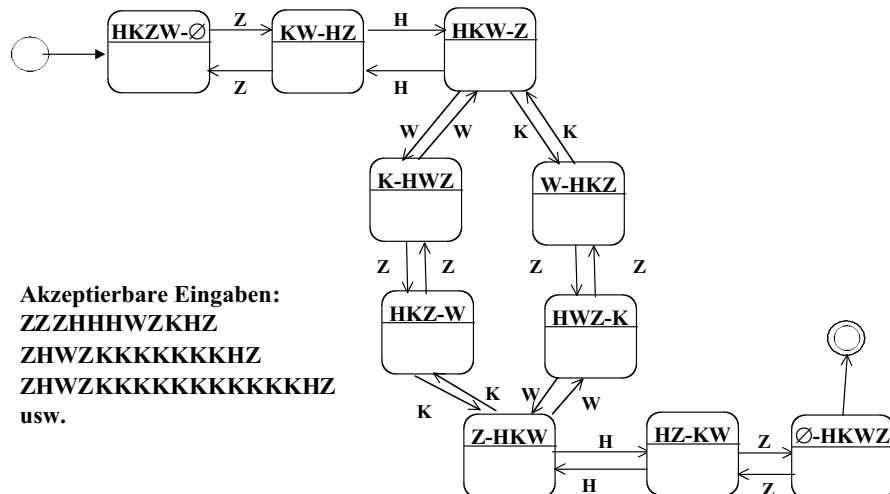 HKZW-∅
Z
Z
KW-HZ
H
H
HKW-Z
W
W
K
K
K-HWZ
W-HKZ
Z
Z
Z
Z
Akzeptierbare Eingaben:
ZZZHHHWZKHZ
ZHWZKKKKKKKHZ
ZHWZKKKKKKKKKKKHZ
usw.
HKZ-W
HWZ-K
K
K
W
W
Z-HKW
H
H
HZ-KW
Z
Z
∅-HKWZ